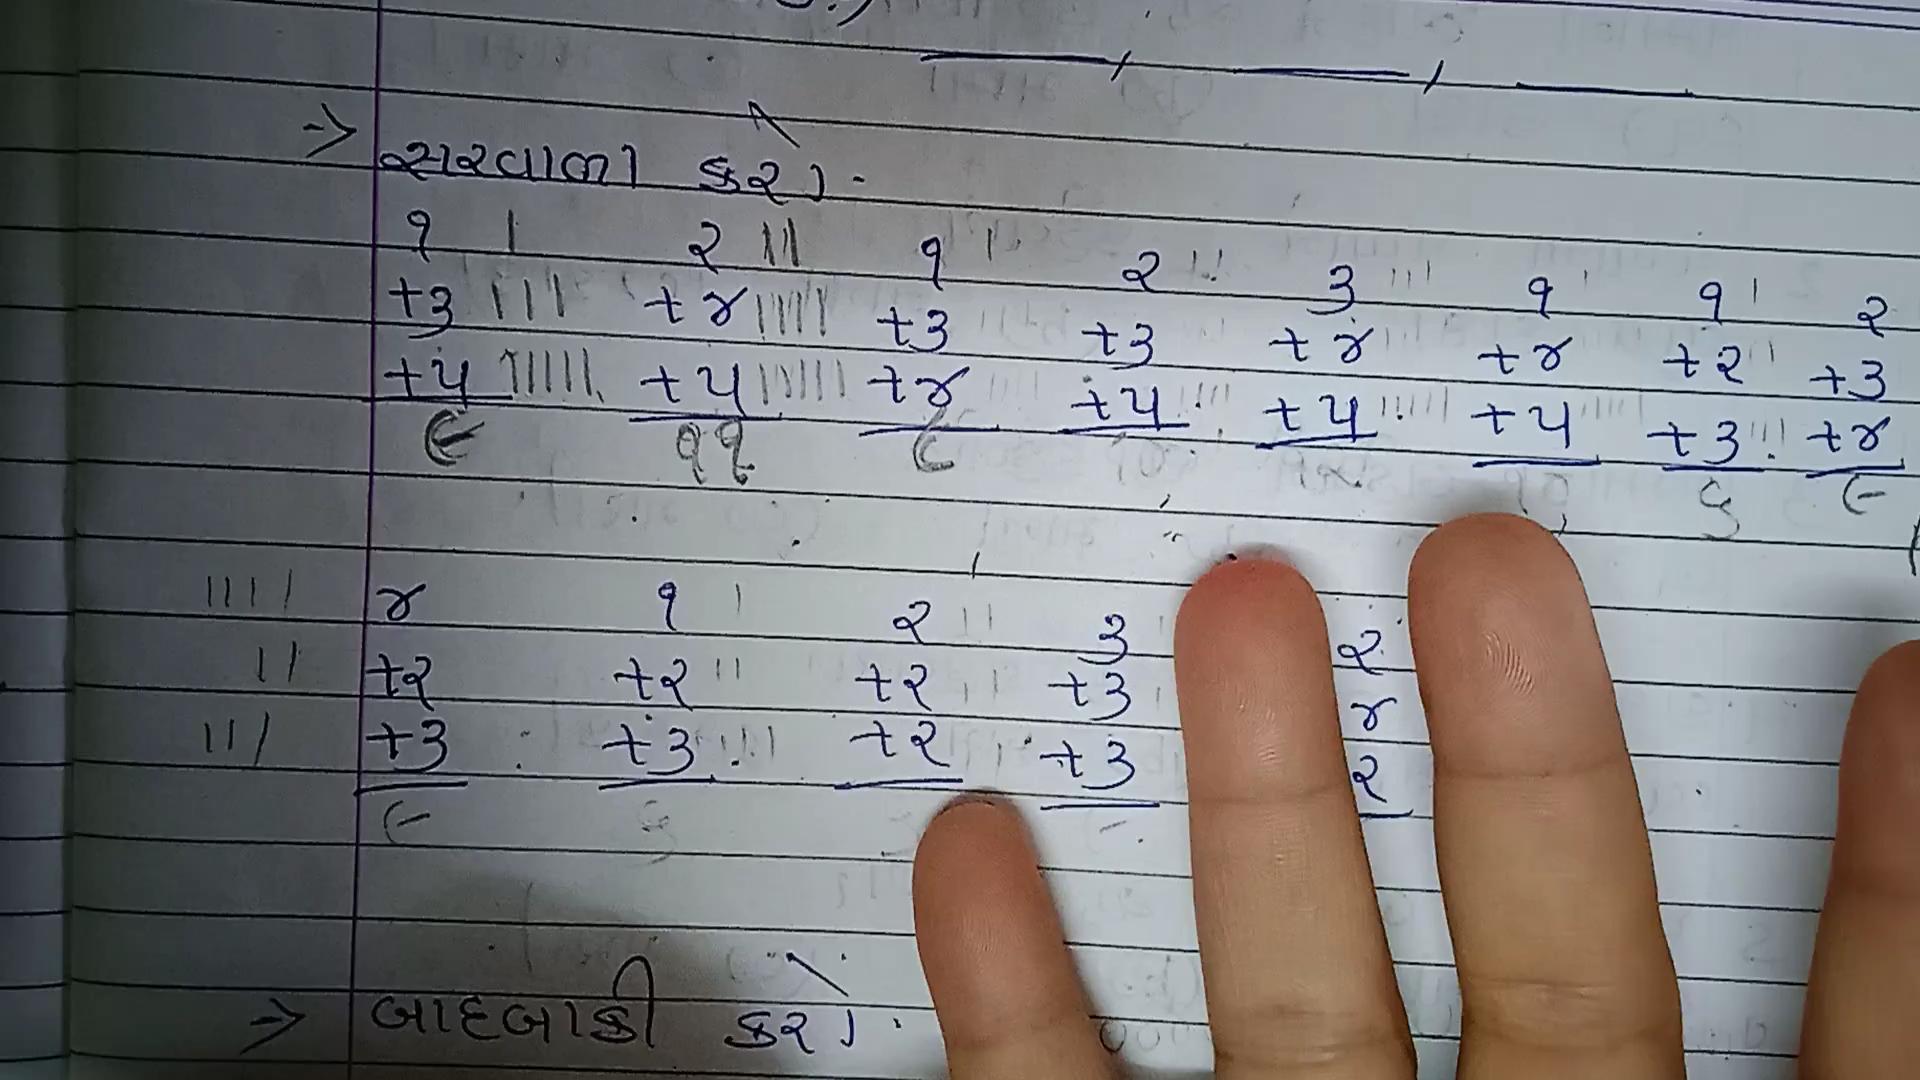 → સરવાળા કરો.
૧ ૨ ૧ ૨ ૩ ૧ ૧ ૨
+૩ +૪ +૩ +૩ +૪ +૪ +૨ +૩
+૫ +૫ +૪ +૫ +૫ +૫ +૩ +૪
૯ ૧૧ ૮ ૬ ૯
૪ ૧ ૨ ૩ ૨
+૨ +૨ +૨ +૩ ૪
+૩ +૩ +૨ +૩ ૨
૯ ૬ ૯
→ બાદબાકી કરો.